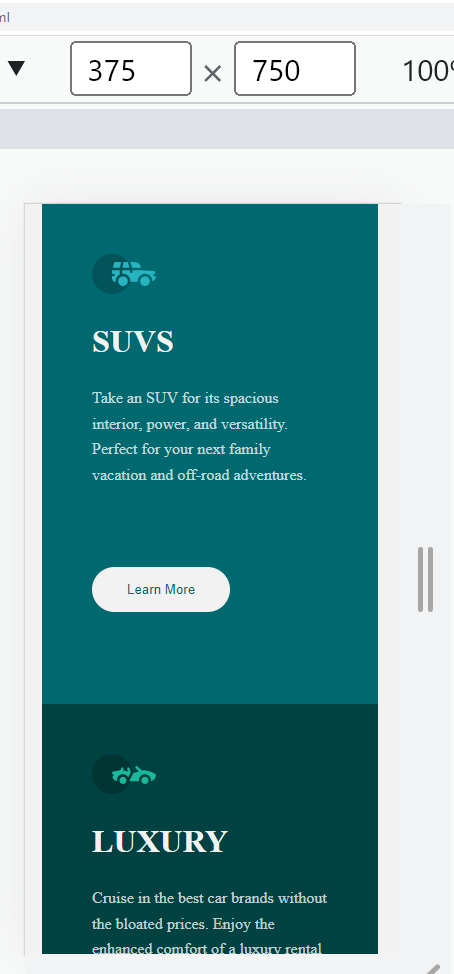 375 × 750 100%
SUVS
Take an SUV for its spacious
interior, power, and versatility.
Perfect for your next family
vacation and off-road adventures.
Learn More
LUXURY
Cruise in the best car brands without
the bloated prices. Enjoy the
enhanced comfort of a luxury rental